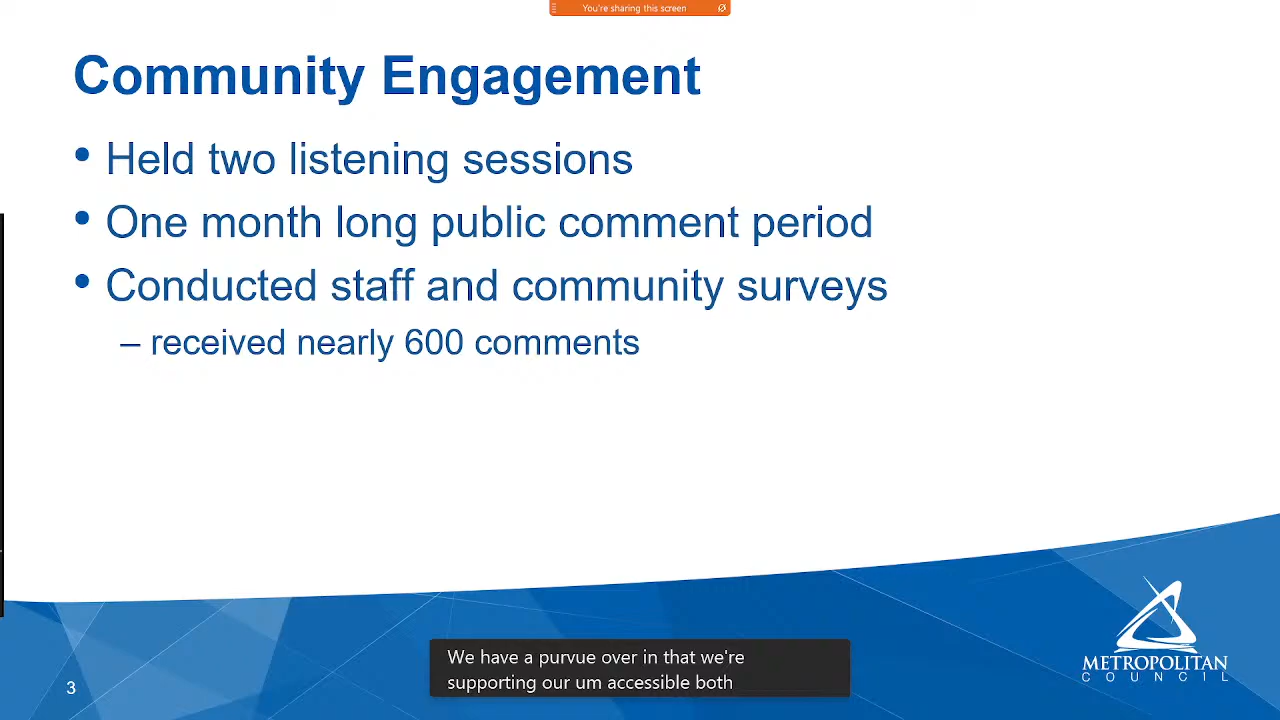 You're sharing this screen
Community Engagement
• Held two listening sessions
• One month long public comment period
• Conducted staff and community surveys
– received nearly 600 comments
We have a purvue over in that we're
supporting our um accessible both
METROPOLITAN
COUNCIL
3